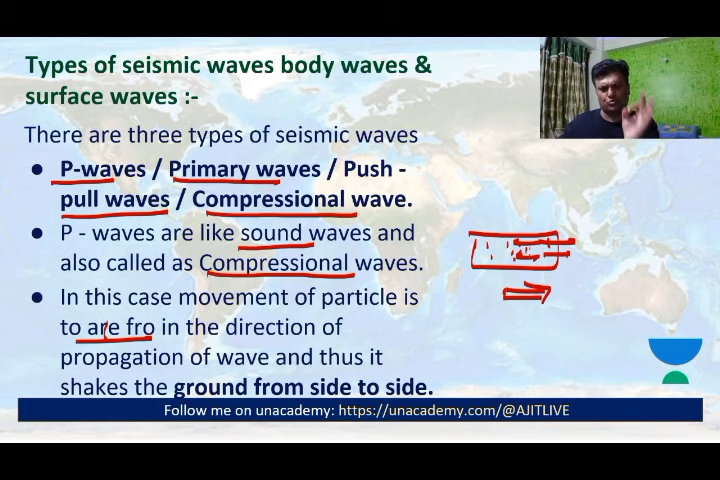 Types of seismic waves body waves &
surface waves :-
There are three types of seismic waves
● P-waves / Primary waves / Push -
pull waves / Compressional wave.
● P - waves are like sound waves and
also called as Compressional waves.
● In this case movement of particle is
to are fro in the direction of
propagation of wave and thus it
shakes the ground from side to side.
Follow me on unacademy: https://unacademy.com/@AJITLIVE